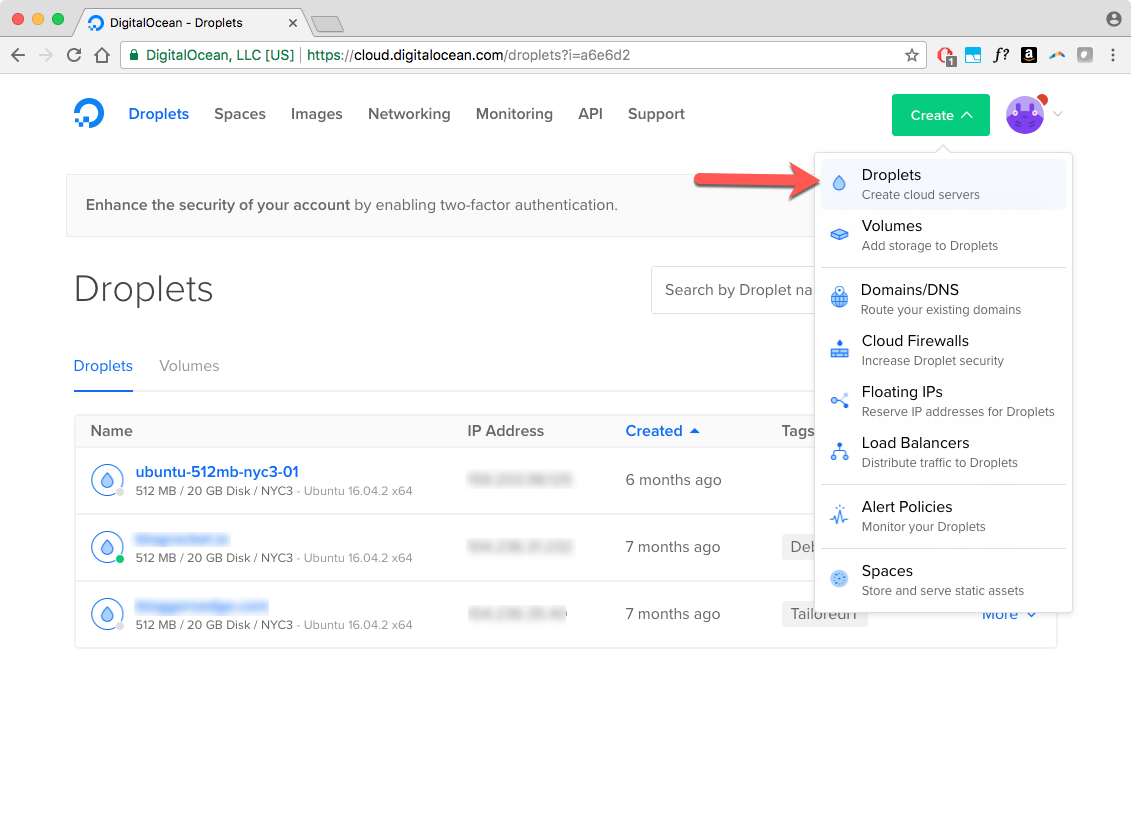 DigitalOcean - Droplets
DigitalOcean, LLC [US] https://cloud.digitalocean.com/droplets?i=a6e6d2
1
f?
a
Droplets Spaces Images Networking Monitoring API Support
Create
Enhance the security of your account by enabling two-factor authentication.
Droplets
Search by Droplet na
Droplets Volumes
Name IP Address Created Tags
ubuntu-512mb-nyc3-01
512 MB / 20 GB Disk / NYC3 - Ubuntu 16.04.2 x64
6 months ago
512 MB / 20 GB Disk / NYC3 - Ubuntu 16.04.2 x64
7 months ago
Deb
512 MB / 20 GB Disk / NYC3 - Ubuntu 16.04.2 x64
7 months ago
More
Droplets
Create cloud servers
Volumes
Add storage to Droplets
Domains/DNS
Route your existing domains
Cloud Firewalls
Increase Droplet security
Floating IPs
Reserve IP addresses for Droplets
Load Balancers
Distribute traffic to Droplets
Alert Policies
Monitor your Droplets
Spaces
Store and serve static assets